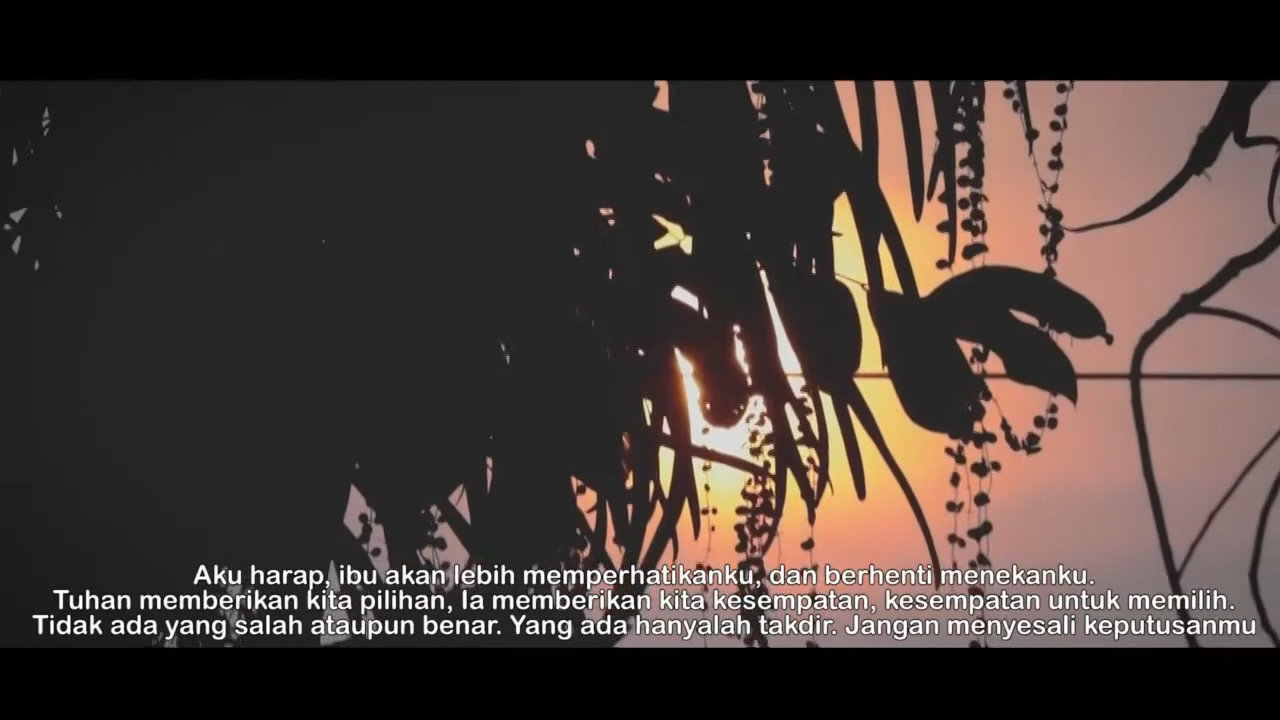 Aku harap, ibu akan lebih memperhatikanku, dan berhenti menekanku.
Tuhan memberikan kita pilihan, Ia memberikan kita kesempatan, kesempatan untuk memilih.
Tidak ada yang salah ataupun benar. Yang ada hanyalah takdir. Jangan menyesali keputusanmu